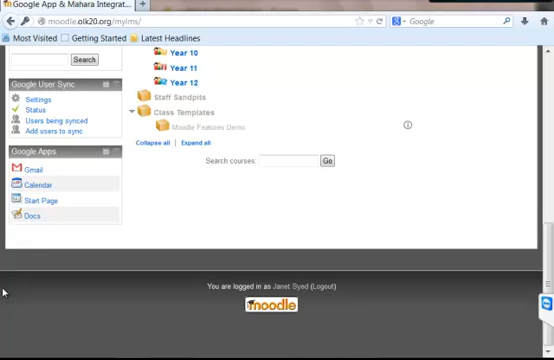 Google App & Mahara Integrat...
moodle.olk20.org/mylms/
Google
Most Visited
Getting Started
Latest Headlines
Search
Year 10
Year 11
Year 12
Google User Sync
Settings
Status
Users being synced
Add users to sync
Staff Sandpits
Class Templates
Moodle Features Demo
Collapse all
Expand all
Search courses:
Go
Google Apps
Gmail
Calendar
Start Page
Docs
You are logged in as Janet Syed (Logout)
moodle